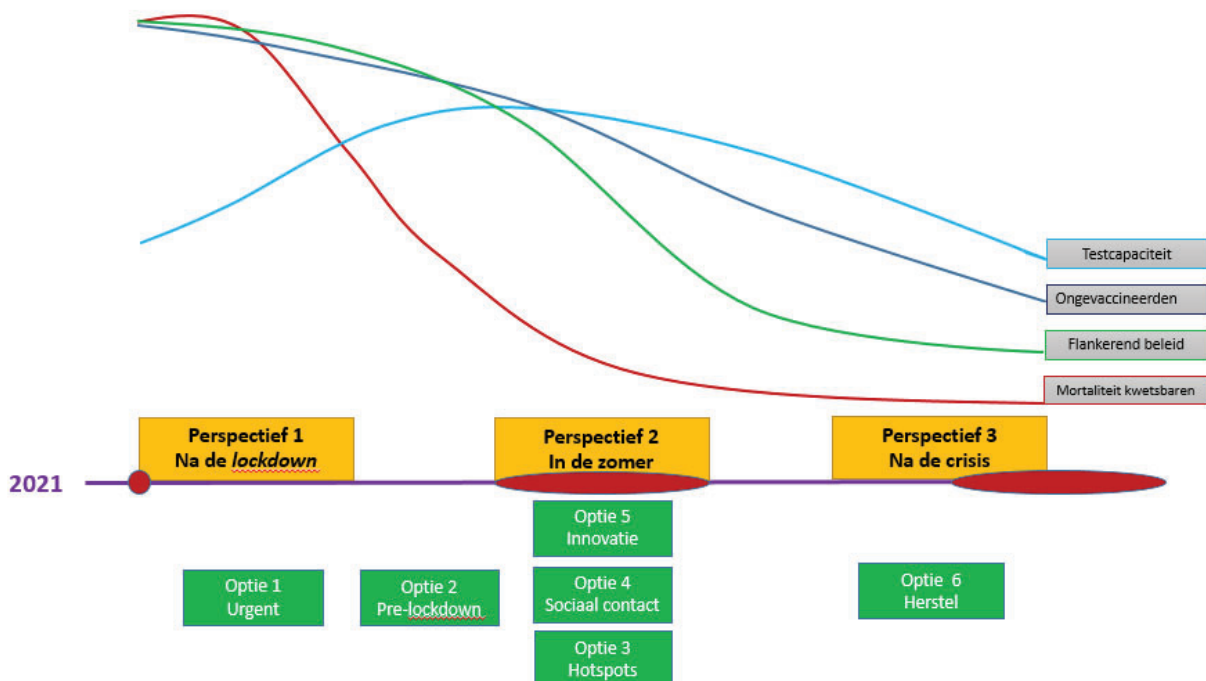 Testcapaciteit
Ongevaccineerden
Flankerend beleid
Mortaliteit kwetsbaren
Perspectief 1
Na de lockdown
Perspectief 2
In de zomer
Perspectief 3
Na de crisis
2021
Optie 5
Innovatie
Optie 1
Urgent
Optie 2
Pre-lockdown
Optie 4
Sociaal contact
Optie 6
Herstel
Optie 3
Hotspots